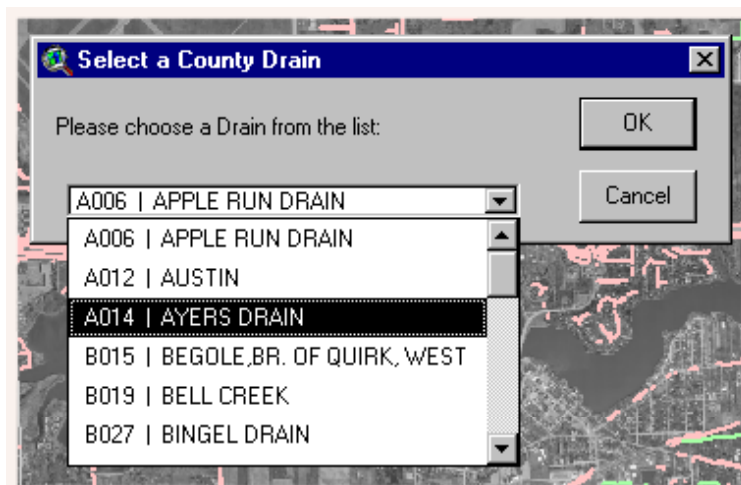 Select a County Drain
Please choose a Drain from the list:
OK
Cancel
A006 | APPLE RUN DRAIN
A006 | APPLE RUN DRAIN
A012 | AUSTIN
A014 | AYERS DRAIN
B015 | BEGOLE,BR. OF QUIRK, WEST
B019 | BELL CREEK
B027 | BINGEL DRAIN